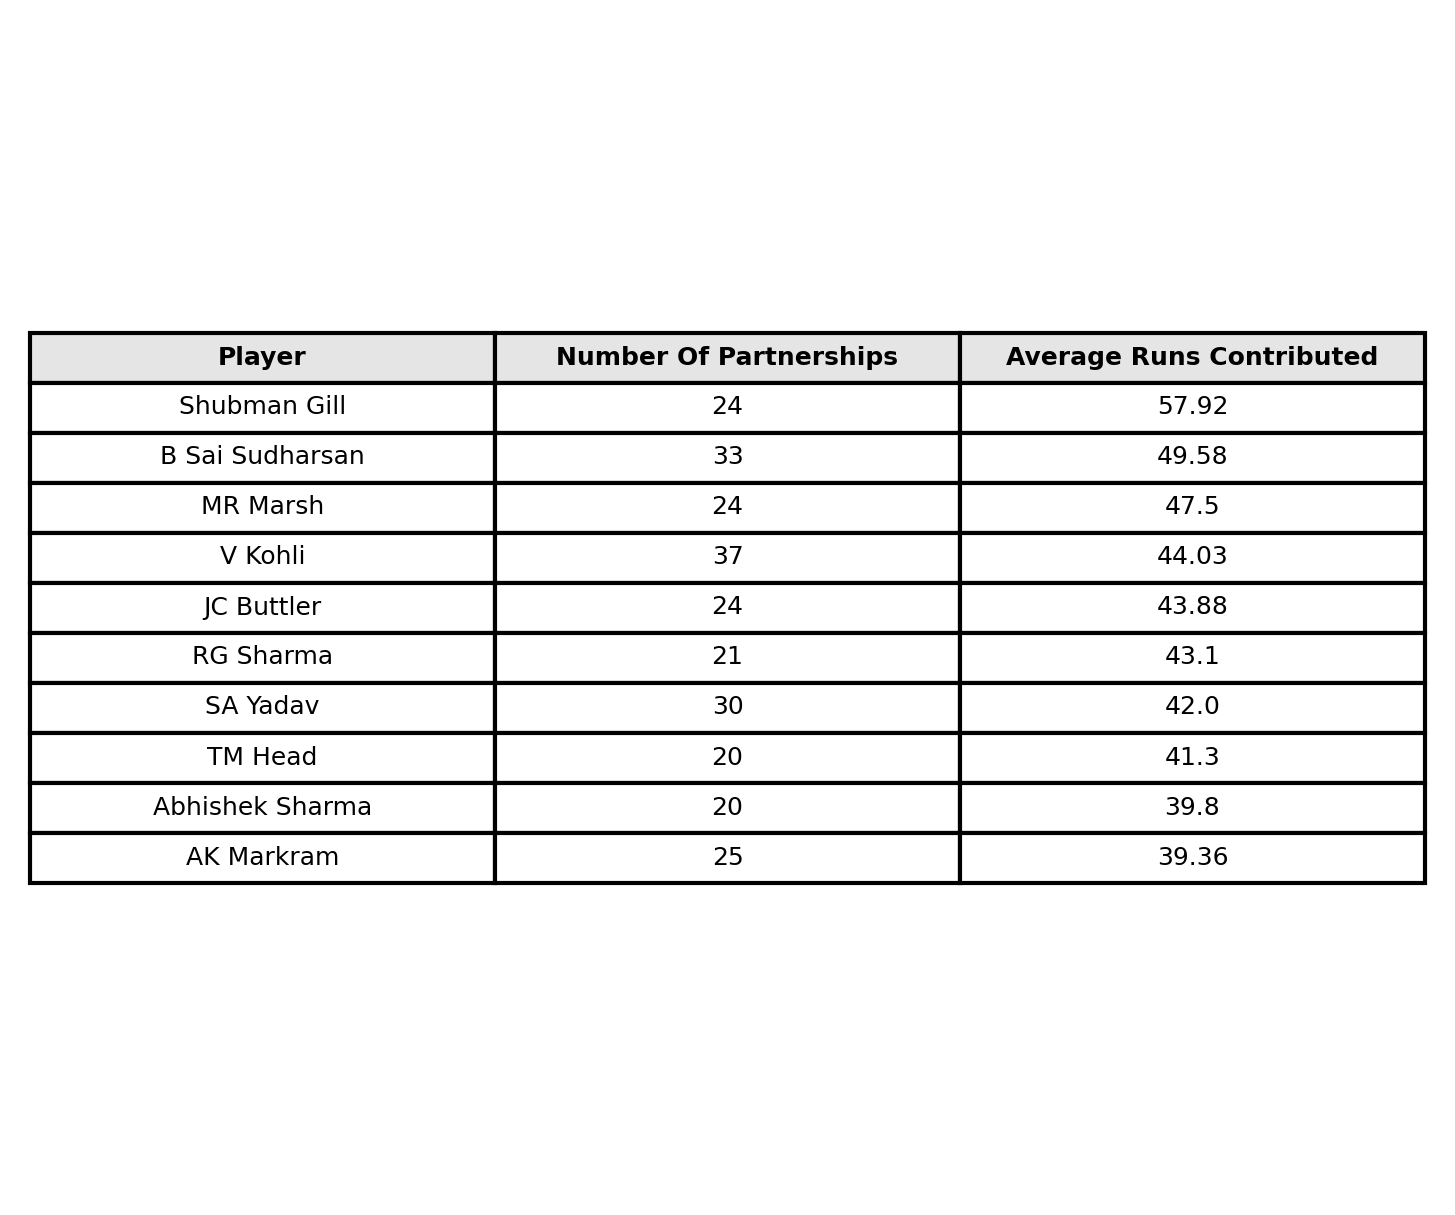 Player Number Of Partnerships Average Runs Contributed
Shubman Gill 24 57.92
B Sai Sudharsan 33 49.58
MR Marsh 24 47.5
V Kohli 37 44.03
JC Buttler 24 43.88
RG Sharma 21 43.1
SA Yadav 30 42.0
TM Head 20 41.3
Abhishek Sharma 20 39.8
AK Markram 25 39.36